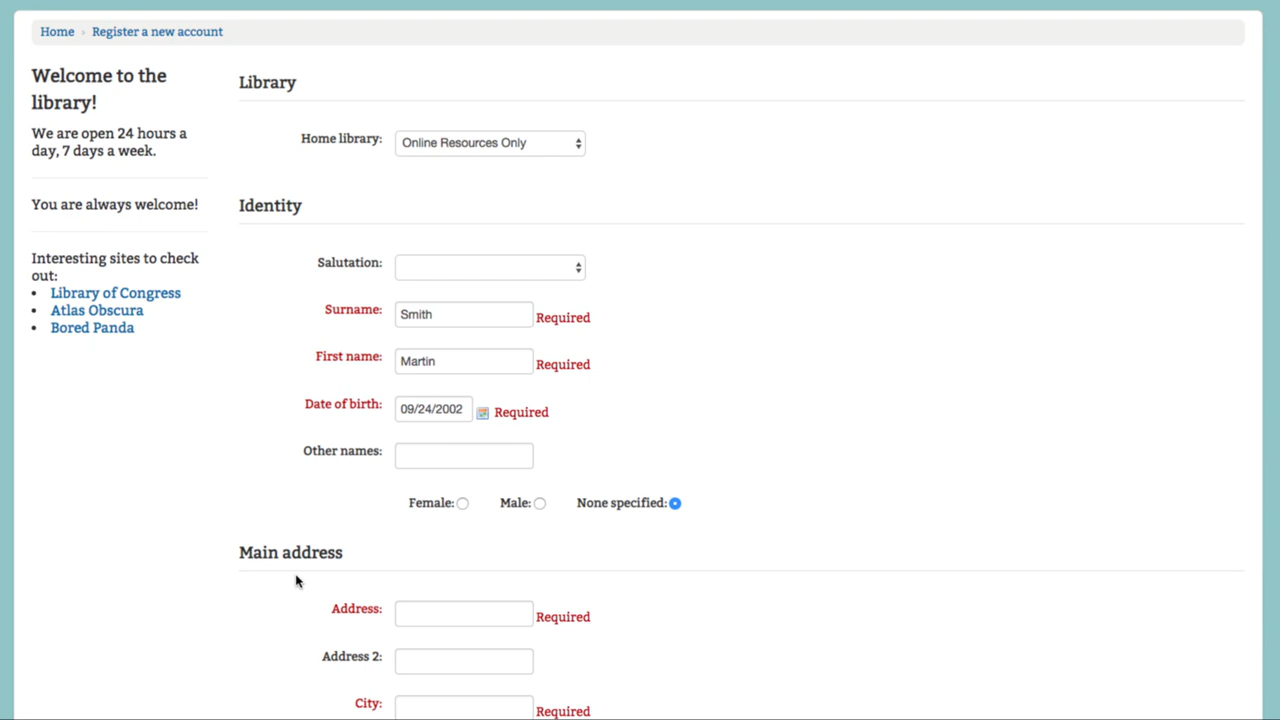 Home
Register a new account
Welcome to the
library!
We are open 24 hours a
day, 7 days a week.
You are always welcome!
Interesting sites to check
out:
• Library of Congress
• Atlas Obscura
• Bored Panda
Library
Home library: Online Resources Only
Identity
Salutation:
Surname: Smith Required
First name: Martin Required
Date of birth: 09/24/2002 Required
Other names:
Female: Male: None specified:
Main address
Address: Required
Address 2:
City: Required